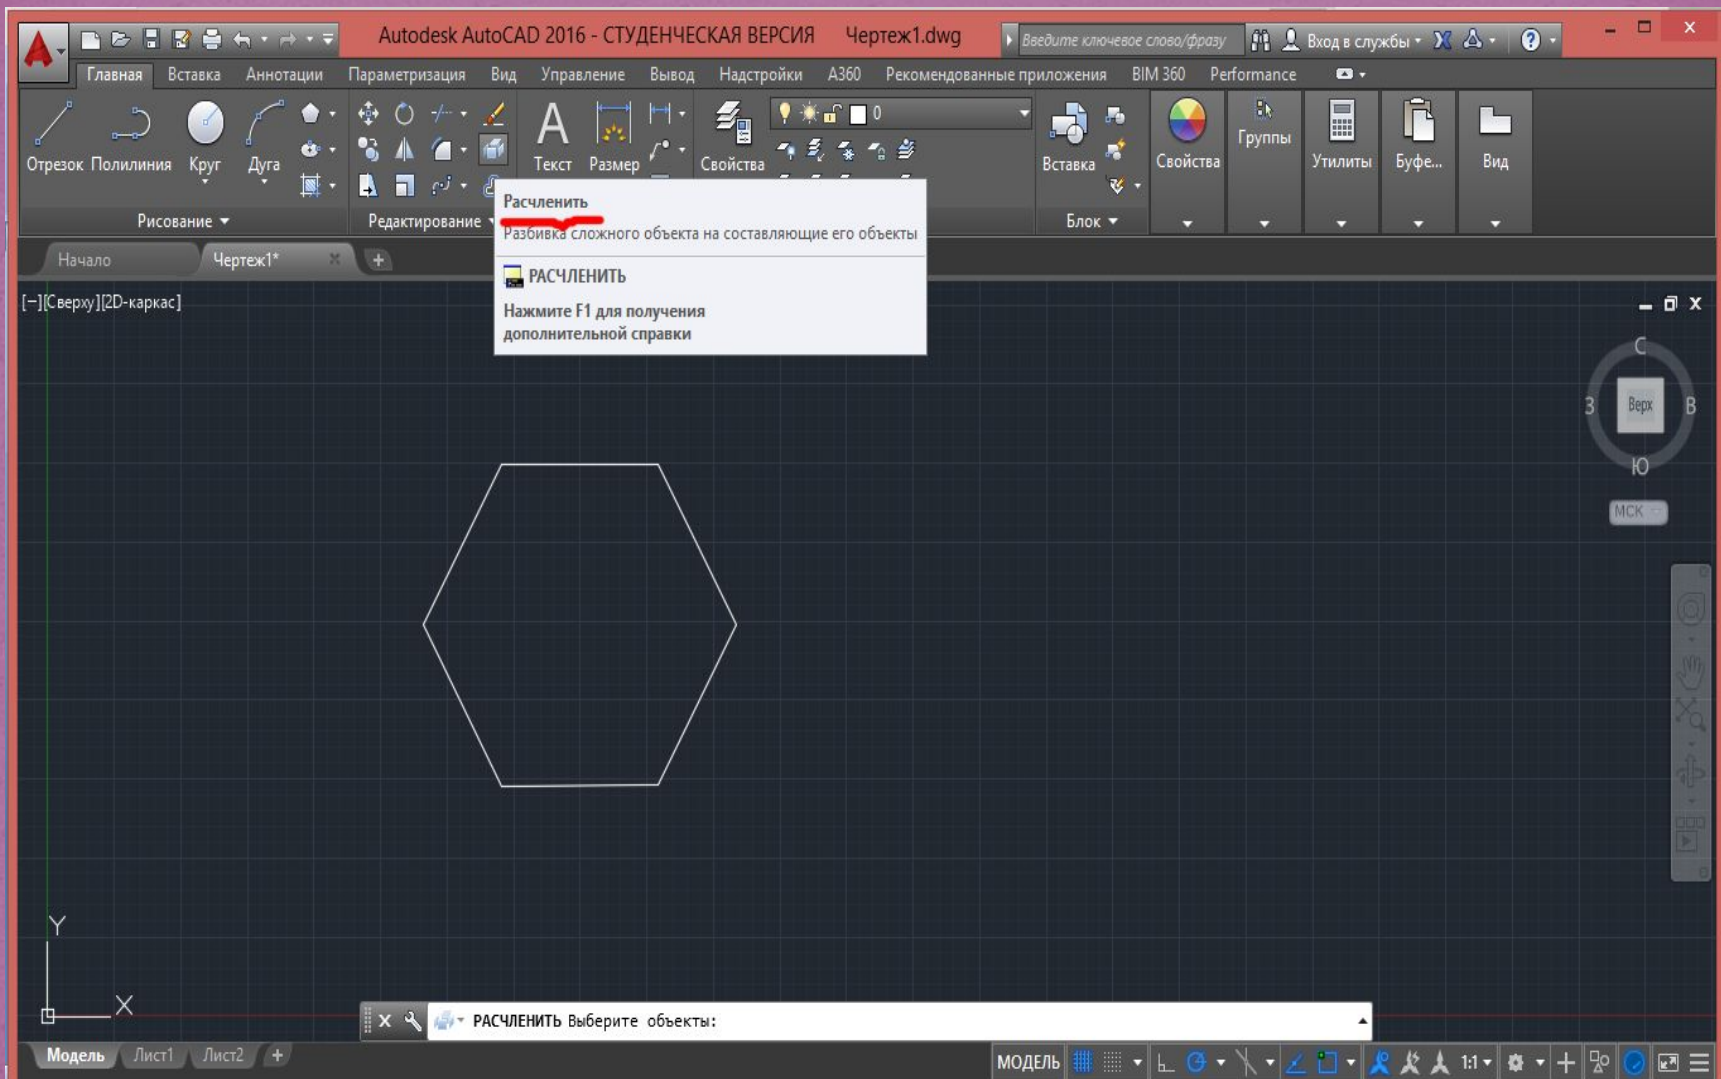 Autodesk AutoCAD 2016 - СТУДЕНЧЕСКАЯ ВЕРСИЯ Чертеж1.dwg
Введите ключевое слово/фразу
Вход в службы
Главная Вставка Аннотации Параметризация Вид Управление Вывод Надстройки A360 Рекомендованные приложения BIM 360 Performance
0
Отрезок Полилиния Круг Дуга
Текст Размер
Свойства
Вставка
Свойства
Группы
Утилиты
Буфе...
Вид
Рисование
Редактирование
Блок
Расчленить
Разбивка сложного объекта на составляющие его объекты
РАСЧЛЕНИТЬ
Нажмите F1 для получения
дополнительной справки
Начало Чертеж1*
[−][Сверху][2D-каркас]
С
З Верх В
Ю
МСК
Y
X
РАСЧЛЕНИТЬ Выберите объекты:
Модель Лист1 Лист2 +
МОДЕЛЬ 1:1